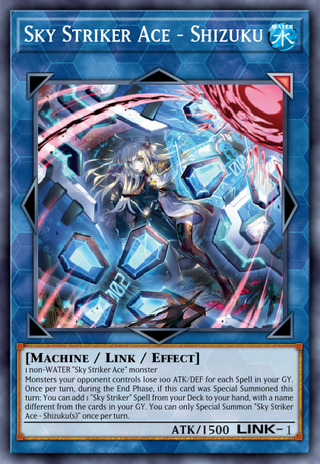 Sky Striker Ace - Shizuku
WATER
水
[Machine / Link / Effect]
1 non-WATER "Sky Striker Ace" monster
Monsters your opponent controls lose 100 ATK/DEF for each Spell in your GY.
Once per turn, during the End Phase, if this card was Special Summoned this
turn: You can add 1 "Sky Striker" Spell from your Deck to your hand, with a
name different from the cards in your GY. You can only Special Summon "Sky Striker
Ace - Shizuku(s)" once per turn.
ATK/1500 LINK-1